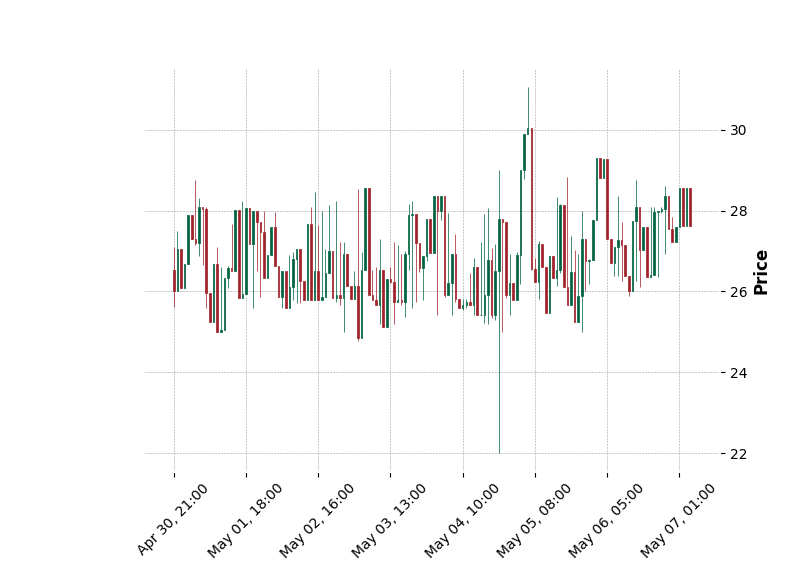 30
28
26
24
22
Price
Apr 30, 21:00
May 01, 18:00
May 02, 16:00
May 03, 13:00
May 04, 10:00
May 05, 08:00
May 06, 05:00
May 07, 01:00